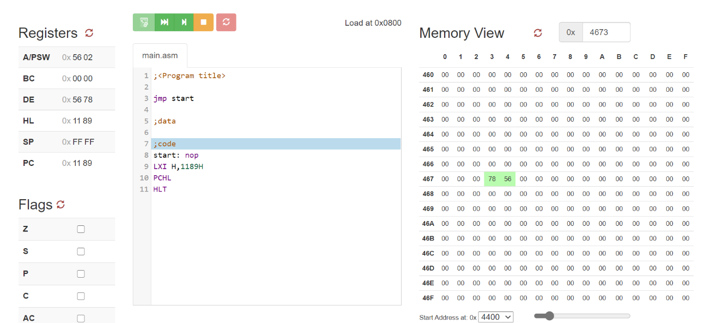 Registers
A/PSW 0x 56 02
BC 0x 00 00
DE 0x 56 78
HL 0x 11 89
SP 0x FF FF
PC 0x 11 89
Flags
Z
S
P
C
AC
Load at 0x0800
main.asm
1 ;<Program title>
2
3 jmp start
4
5 ;data
6
7 ;code
8 start: nop
9 LXI H,1189H
10 PCHL
11 HLT
Memory View
0x 4673
0 1 2 3 4 5 6 7 8 9 A B C D E F
460 00 00 00 00 00 00 00 00 00 00 00 00 00 00 00 00
461 00 00 00 00 00 00 00 00 00 00 00 00 00 00 00 00
462 00 00 00 00 00 00 00 00 00 00 00 00 00 00 00 00
463 00 00 00 00 00 00 00 00 00 00 00 00 00 00 00 00
464 00 00 00 00 00 00 00 00 00 00 00 00 00 00 00 00
465 00 00 00 00 00 00 00 00 00 00 00 00 00 00 00 00
466 00 00 00 00 00 00 00 00 00 00 00 00 00 00 00 00
467 00 00 00 78 56 00 00 00 00 00 00 00 00 00 00 00
468 00 00 00 00 00 00 00 00 00 00 00 00 00 00 00 00
469 00 00 00 00 00 00 00 00 00 00 00 00 00 00 00 00
46A 00 00 00 00 00 00 00 00 00 00 00 00 00 00 00 00
46B 00 00 00 00 00 00 00 00 00 00 00 00 00 00 00 00
46C 00 00 00 00 00 00 00 00 00 00 00 00 00 00 00 00
46D 00 00 00 00 00 00 00 00 00 00 00 00 00 00 00 00
46E 00 00 00 00 00 00 00 00 00 00 00 00 00 00 00 00
46F 00 00 00 00 00 00 00 00 00 00 00 00 00 00 00 00
Start Address at 0x 4400